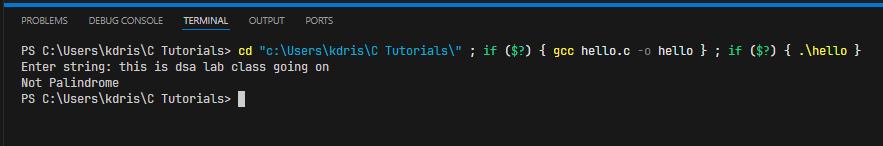 PROBLEMS DEBUG CONSOLE TERMINAL OUTPUT PORTS
PS C:\Users\kdris\C Tutorials> cd "c:\Users\kdris\C Tutorials\" ; if ($?) { gcc hello.c -o hello } ; if ($?) { .\hello }
Enter string: this is dsa lab class going on
Not Palindrome
PS C:\Users\kdris\C Tutorials>